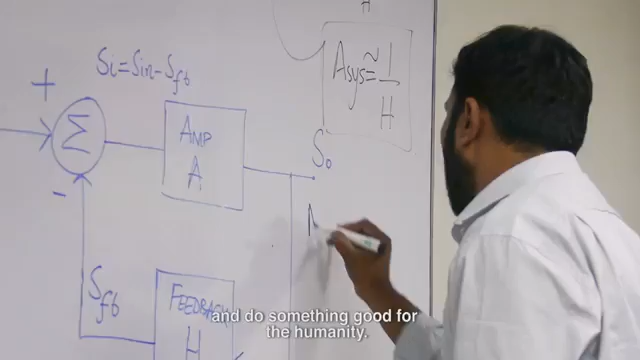 H
Asys ≈ 1/H
Si = Sin - Sfb
+
Σ
AMP
A
So
-
Sfb
FEEDBACK
H
and do something good for
the humanity.